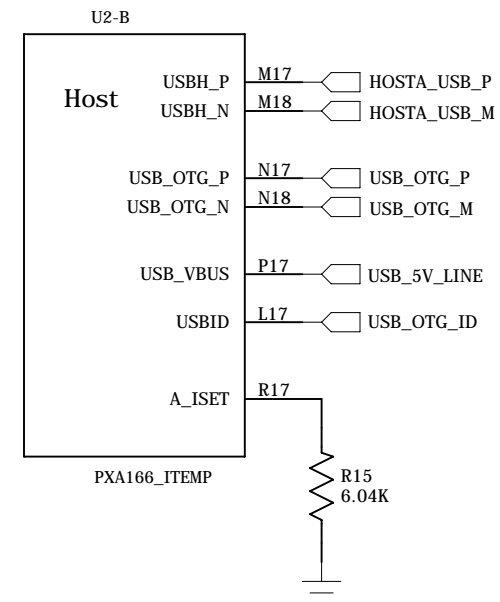 U2-B
Host
USBH_P M17 HOSTA_USB_P
USBH_N M18 HOSTA_USB_M
USB_OTG_P N17 USB_OTG_P
USB_OTG_N N18 USB_OTG_M
USB_VBUS P17 USB_5V_LINE
USBID L17 USB_OTG_ID
A_ISET R17
PXA166_ITEMP
R15
6.04K